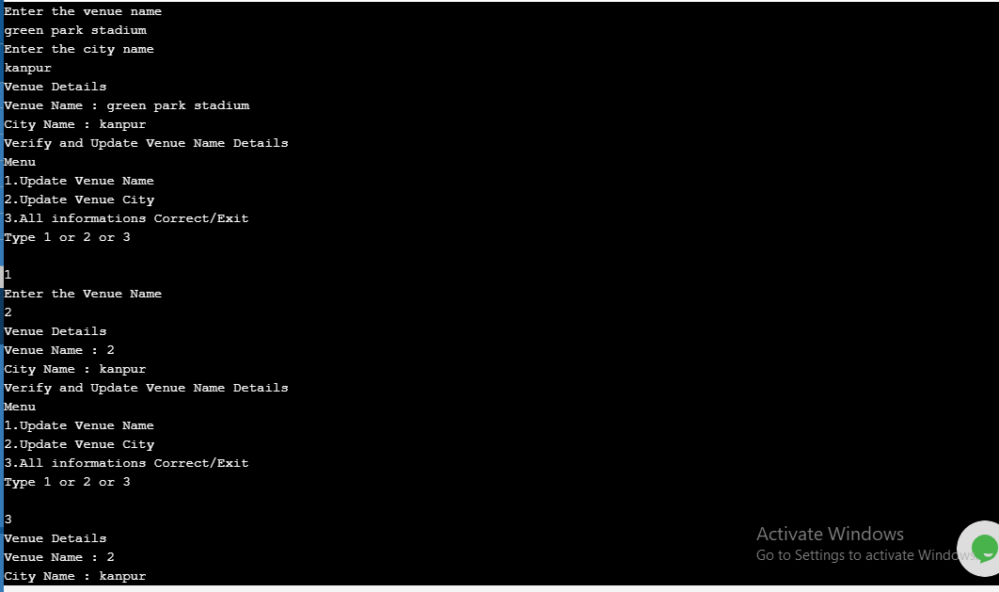 Enter the venue name
green park stadium
Enter the city name
kanpur
Venue Details
Venue Name : green park stadium
City Name : kanpur
Verify and Update Venue Name Details
Menu
1.Update Venue Name
2.Update Venue City
3.All informations Correct/Exit
Type 1 or 2 or 3
1
Enter the Venue Name
2
Venue Details
Venue Name : 2
City Name : kanpur
Verify and Update Venue Name Details
Menu
1.Update Venue Name
2.Update Venue City
3.All informations Correct/Exit
Type 1 or 2 or 3
3
Venue Details
Venue Name : 2
City Name : kanpur
Activate Windows
Go to Settings to activate Windows